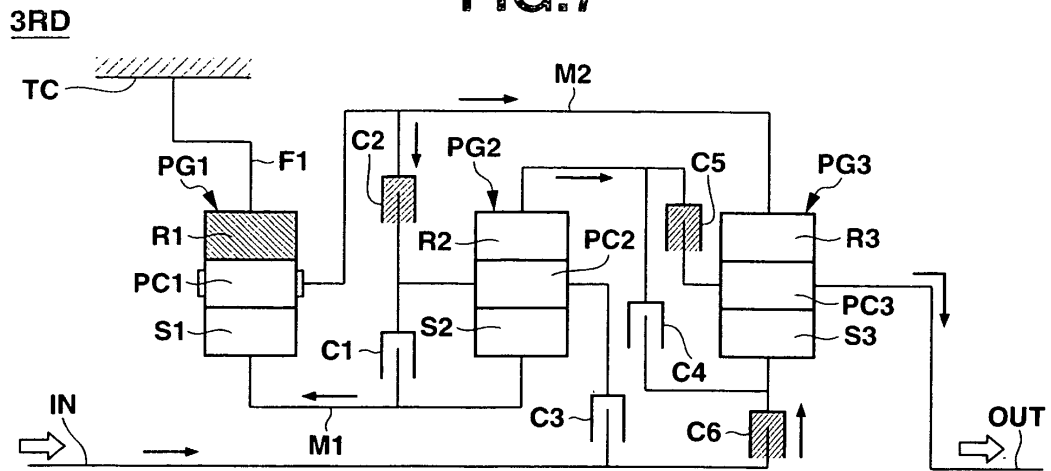 FIG.7
3RD
TC
M2
C2
PG2
C5
F1
PG1
PG3
R1
R2
PC2
R3
PC1
PC3
S1
S2
S3
C1
C4
IN
M1
C3
C6
OUT